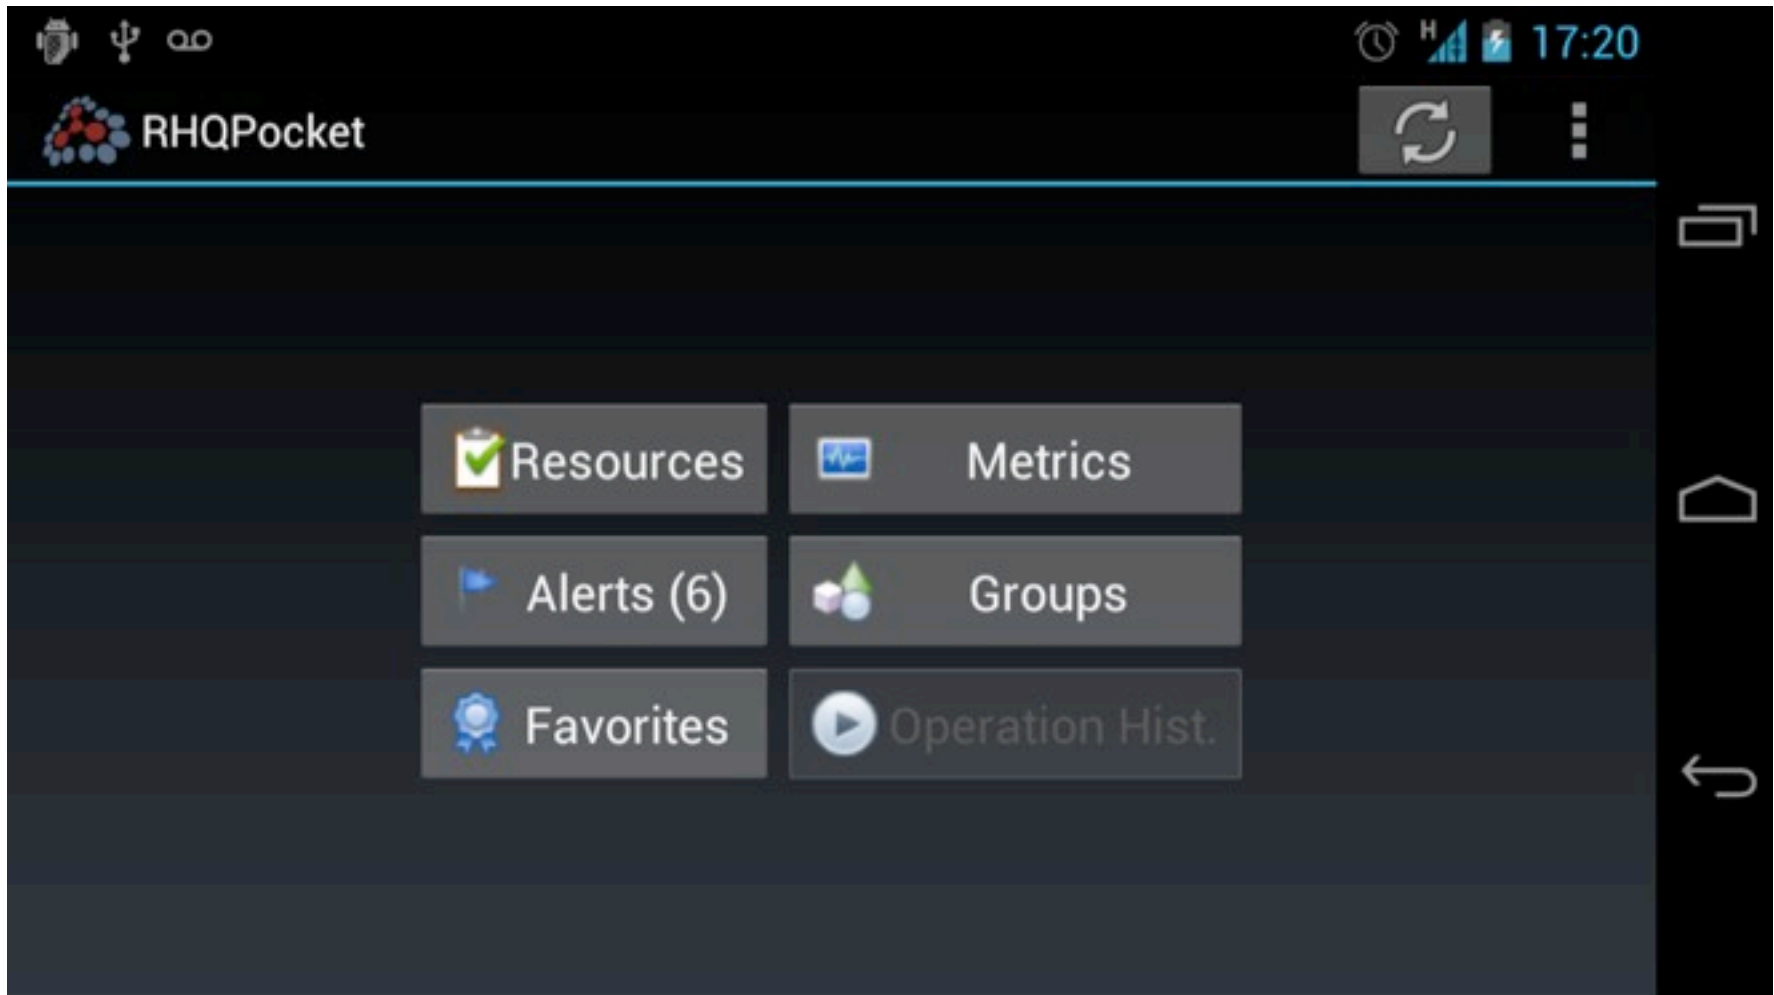 H 17:20
RHQPocket
Resources Metrics
Alerts (6) Groups
Favorites Operation Hist.